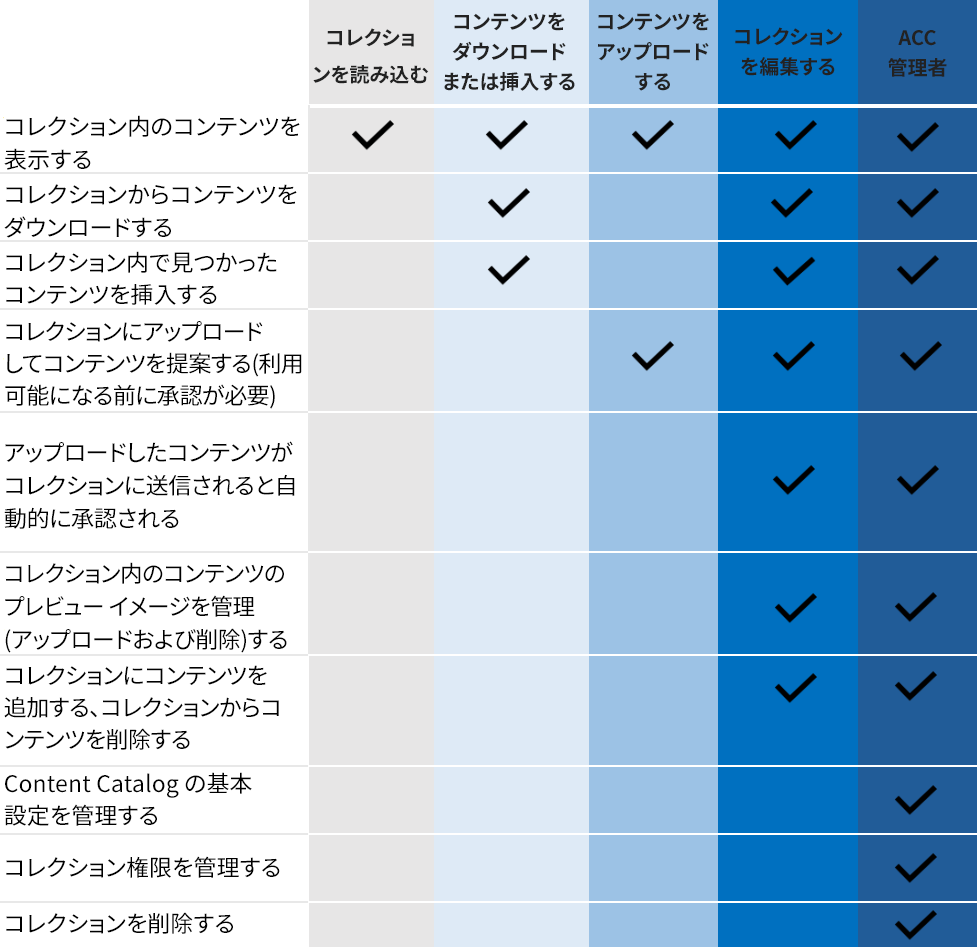 コレクショ
ンを読み込む
コンテンツを
ダウンロード
または挿入する
コンテンツを
アップロード
する
コレクション
を編集する
ACC
管理者
コレクション内のコンテンツを
表示する
コレクションからコンテンツを
ダウンロードする
コレクション内で見つかった
コンテンツを挿入する
コレクションにアップロード
してコンテンツを提案する(利用
可能になる前に承認が必要)
アップロードしたコンテンツが
コレクションに送信されると自
動的に承認される
コレクション内のコンテンツの
プレビュー イメージを管理
(アップロードおよび削除)する
コレクションにコンテンツを
追加する、コレクションからコ
ンテンツを削除する
Content Catalog の基本
設定を管理する
コレクション権限を管理する
コレクションを削除する